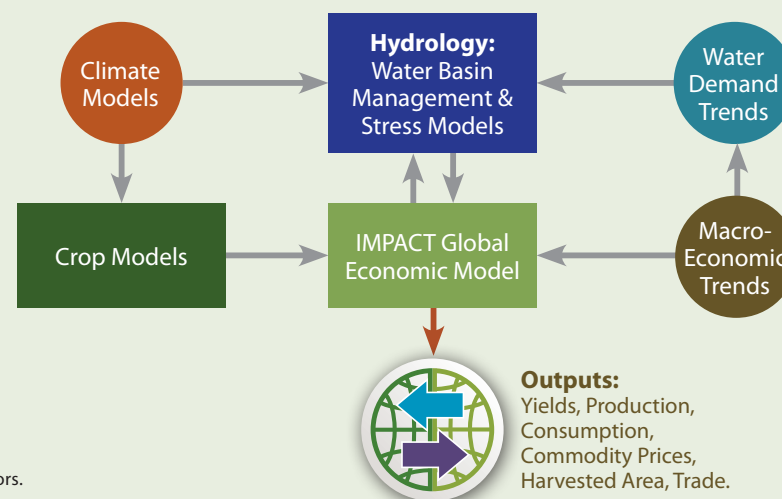 Climate
Models
Hydrology:
Water Basin
Management &
Stress Models
Water
Demand
Trends
Crop Models
IMPACT Global
Economic Model
Macro-
Economic
Trends
Outputs:
Yields, Production,
Consumption,
Commodity Prices,
Harvested Area, Trade.